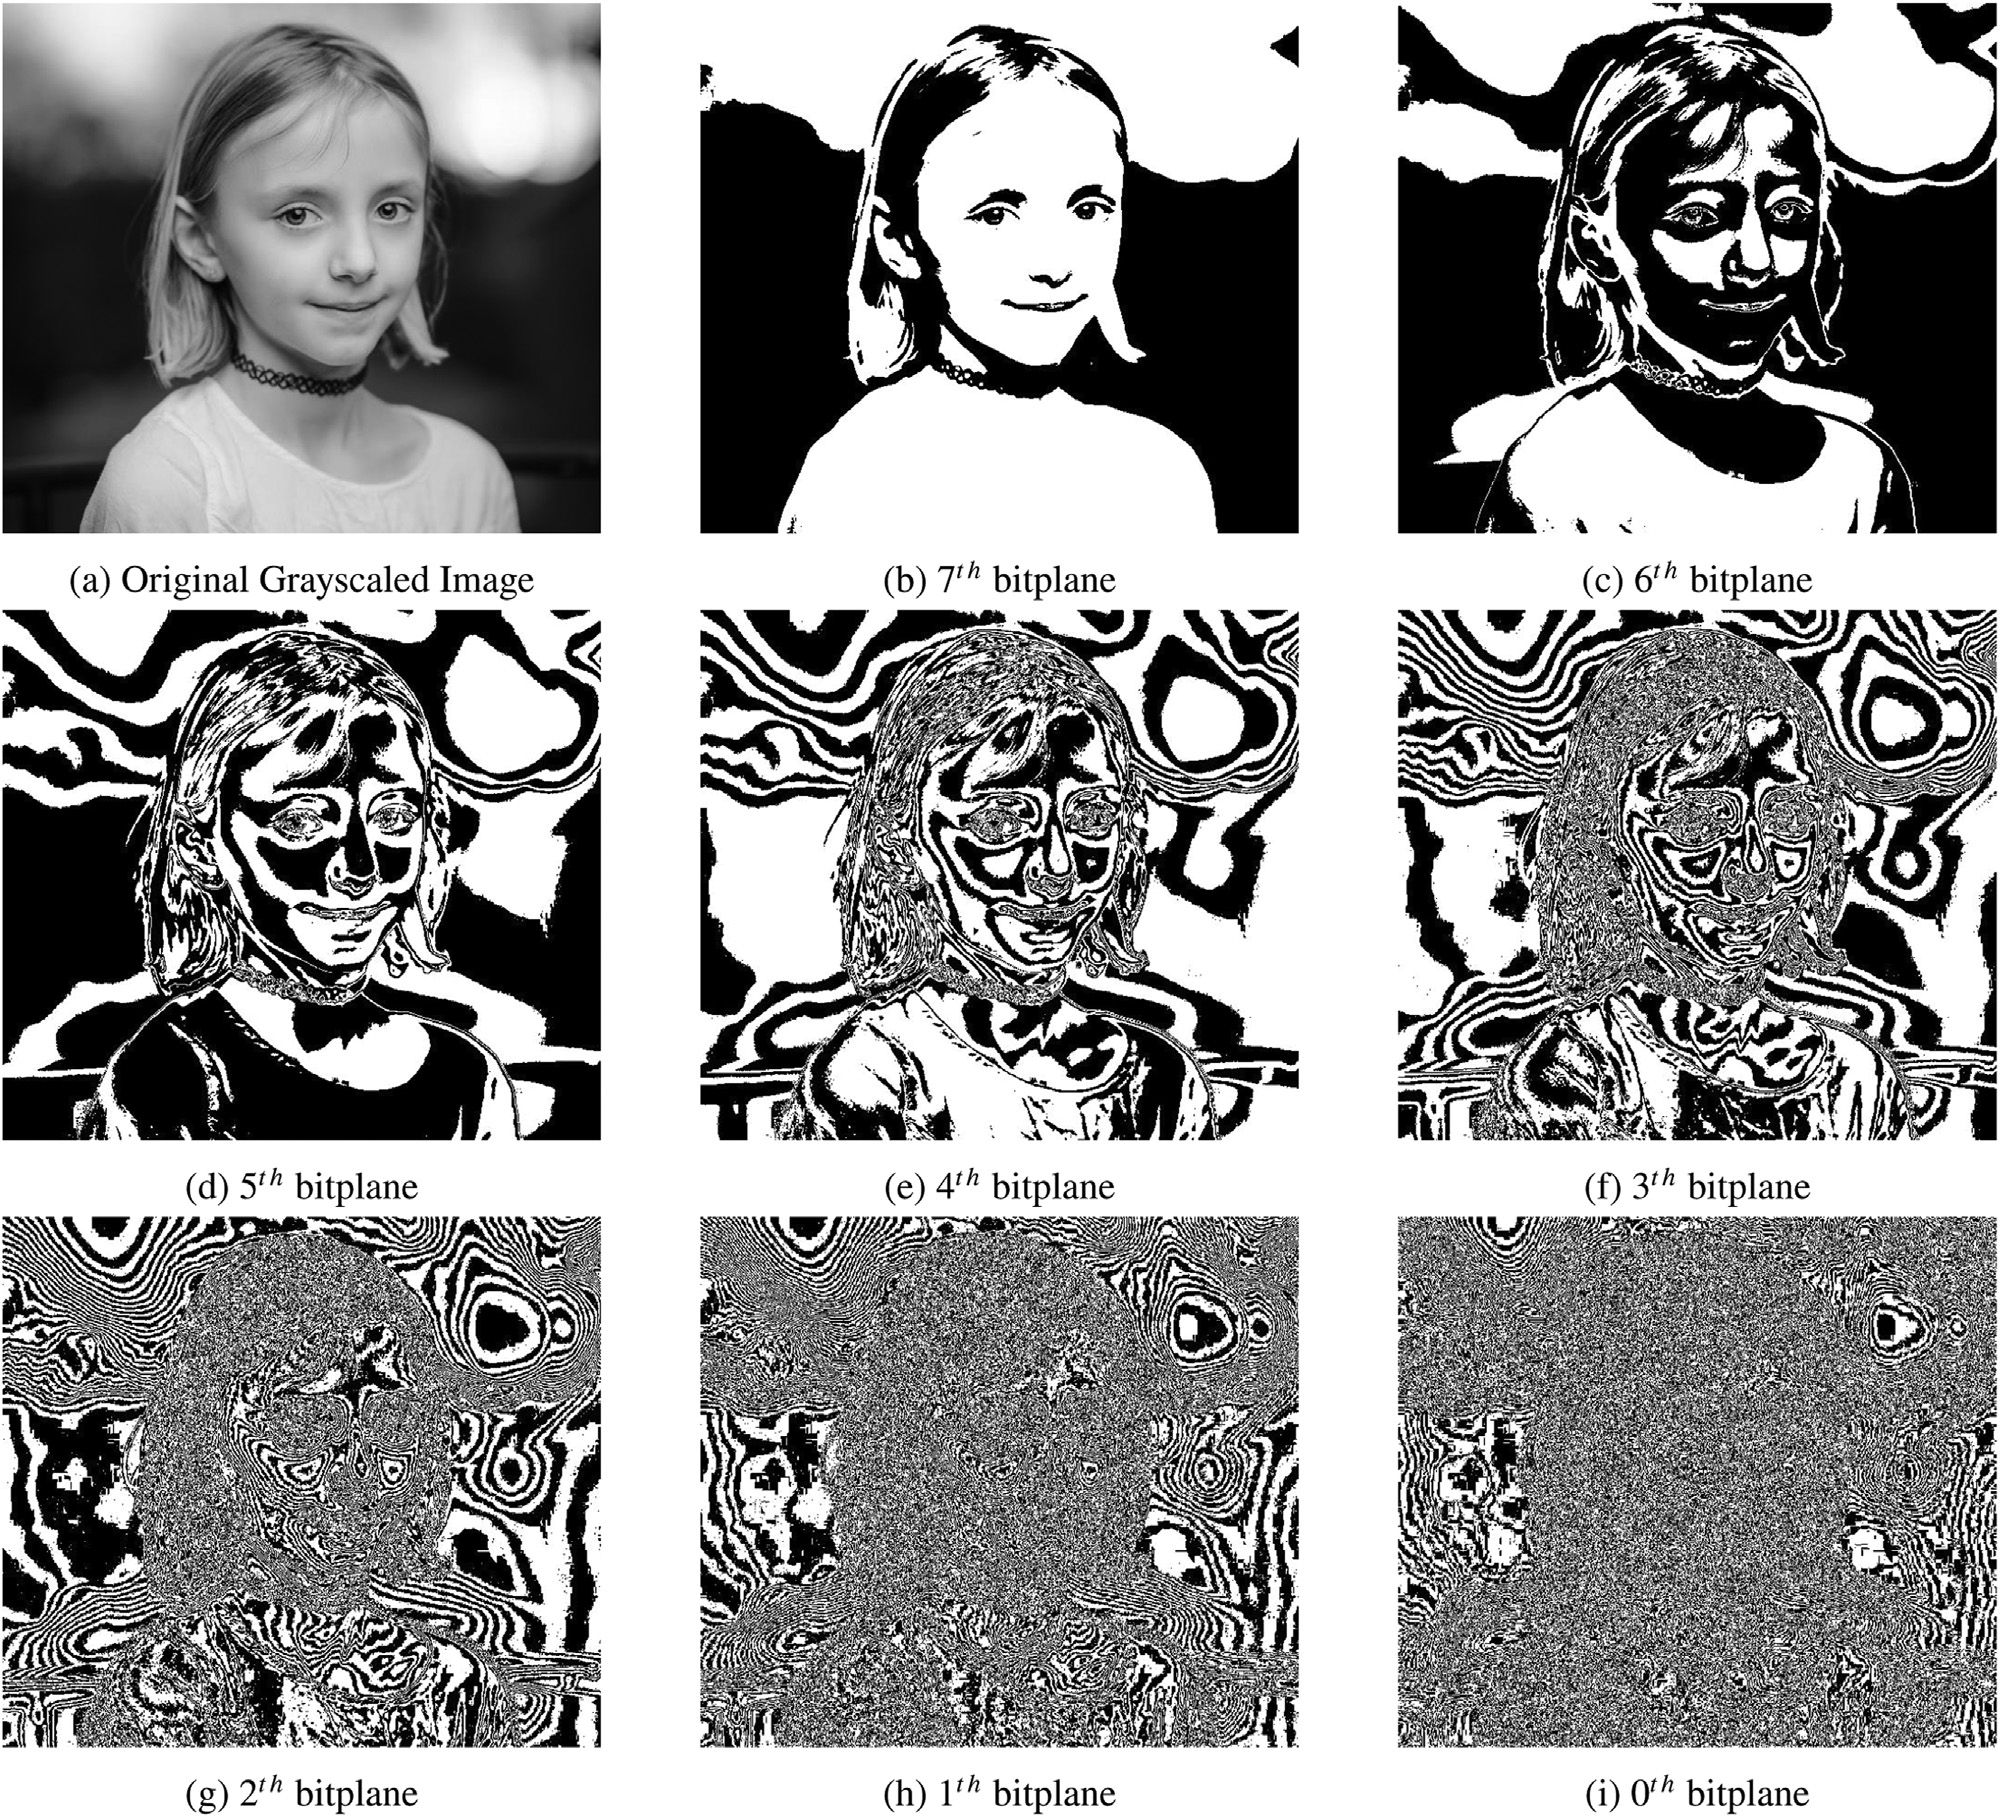 (a) Original Grayscaled Image
(b) 7th bitplane
(c) 6th bitplane
(d) 5th bitplane
(e) 4th bitplane
(f) 3th bitplane
(g) 2th bitplane
(h) 1th bitplane
(i) 0th bitplane